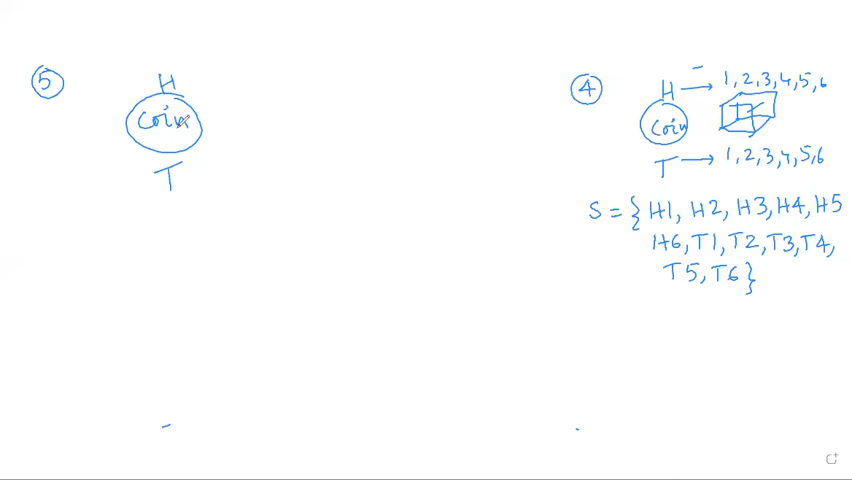 5
H
Coin
T
4
H → 1, 2, 3, 4, 5, 6
Coin
T → 1, 2, 3, 4, 5, 6
S = { H1, H2, H3, H4, H5
H6, T1, T2, T3, T4,
T5, T6 }